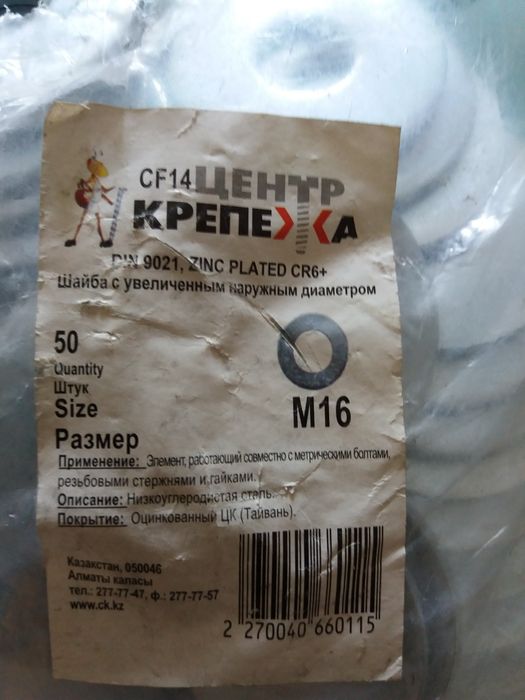 CF14 ЦЕНТР
КРЕПЕЖА
DIN 9021, ZINC PLATED CR6+
Шайба с увеличенным наружным диаметром
50
Quantity
Штук
Size
M16
Размер
Применение: Элемент, работающий совместно с метрическими болтами,
резьбовыми стержнями и гайками.
Описание: Низкоуглеродистая сталь.
Покрытие: Оцинкованный ЦК (Тайвань).
Казахстан, 050046
Алматы каласы
тел.: 277-77-47, ф.: 277-77-57
www.ck.kz
2 270040 660115